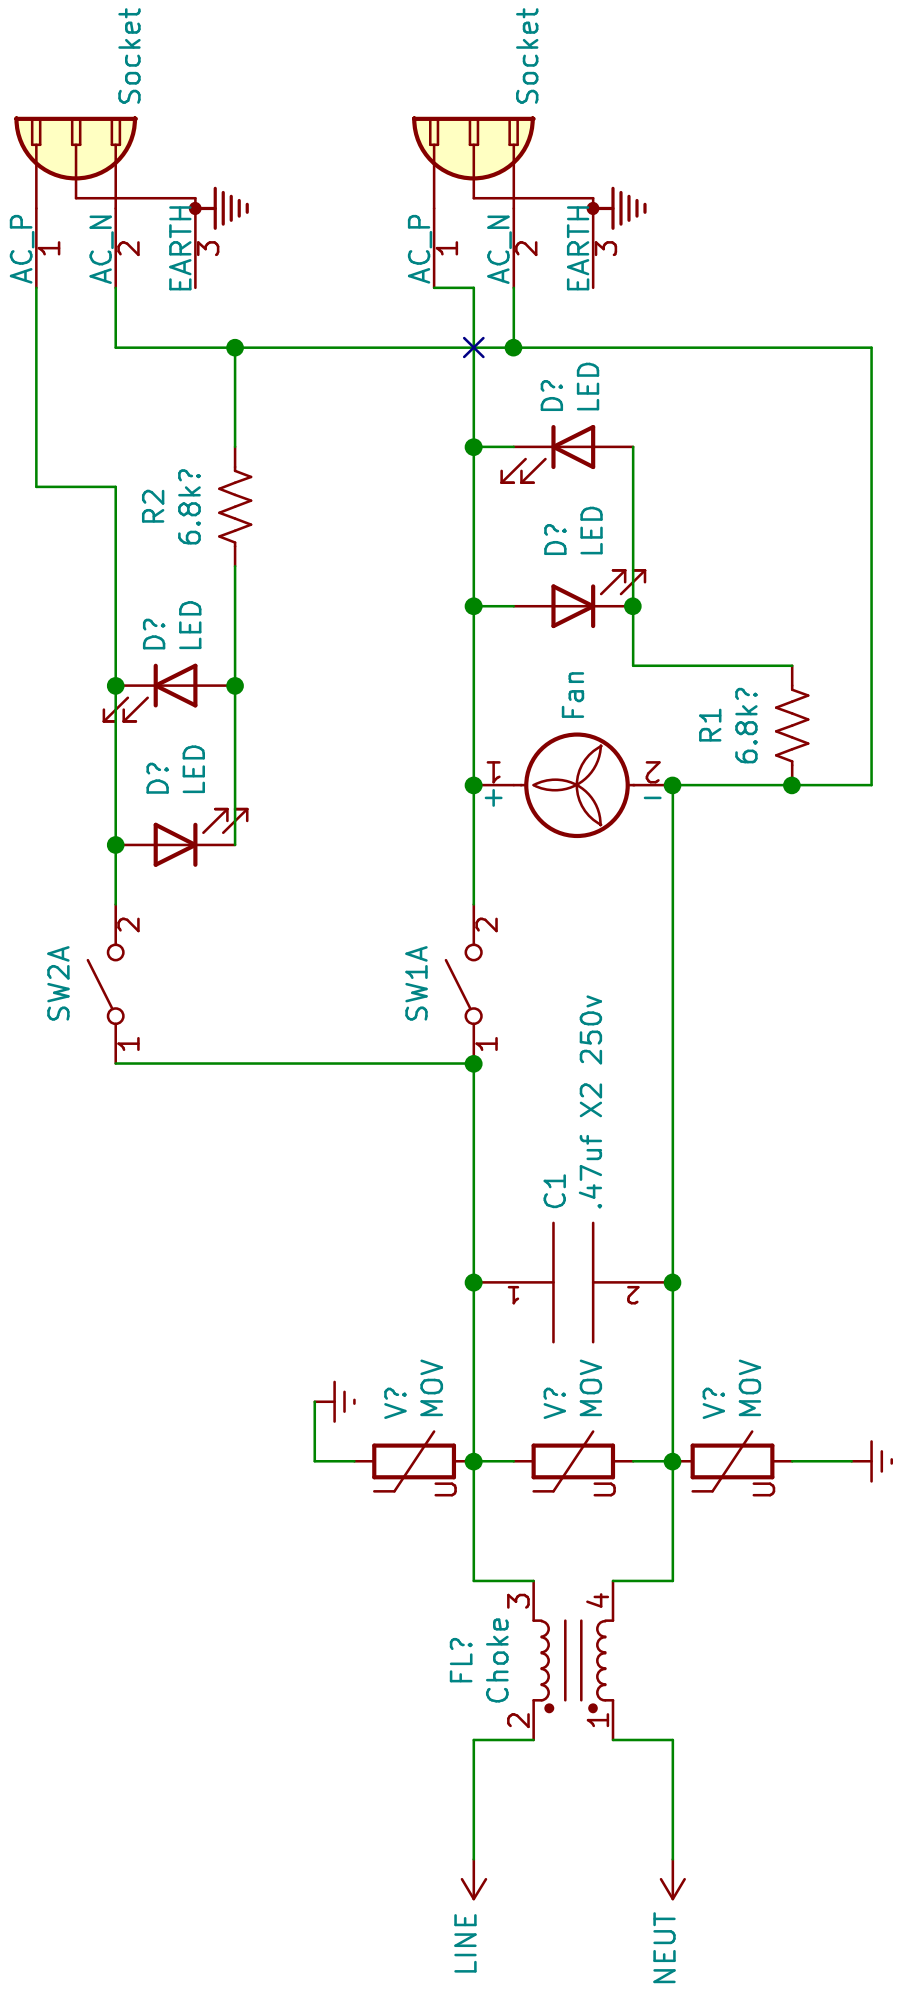 Socket
AC_P
1
AC_N
2
EARTH
3
Socket
AC_P
1
AC_N
2
EARTH
3
R2
6.8k?
D?
LED
D?
LED
D?
LED
D?
LED
Fan
1
+
2
-
R1
6.8k?
SW2A
2
1
SW1A
2
1
C1
.47uf X2 250v
1
2
V?
MOV
U
V?
MOV
U
V?
MOV
U
FL?
Choke
3
4
2
1
LINE
NEUT